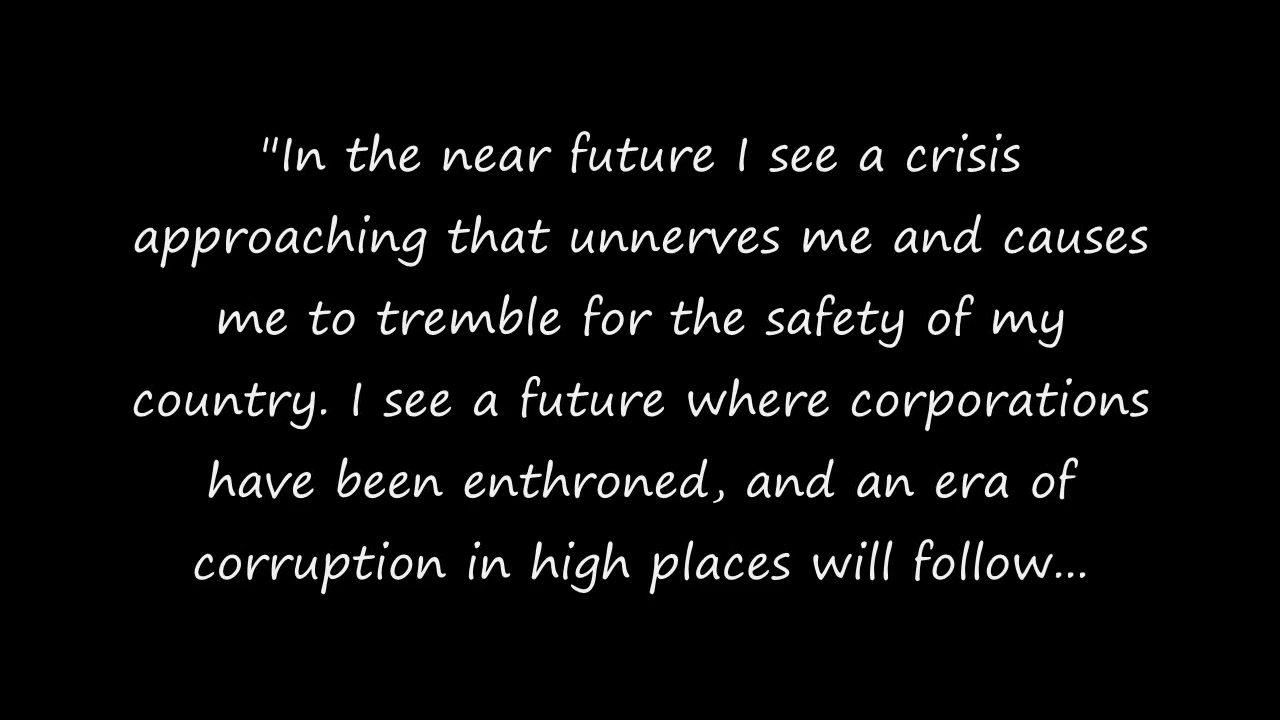 "In the near future I see a crisis
approaching that unnerves me and causes
me to tremble for the safety of my
country. I see a future where corporations
have been enthroned, and an era of
corruption in high places will follow...